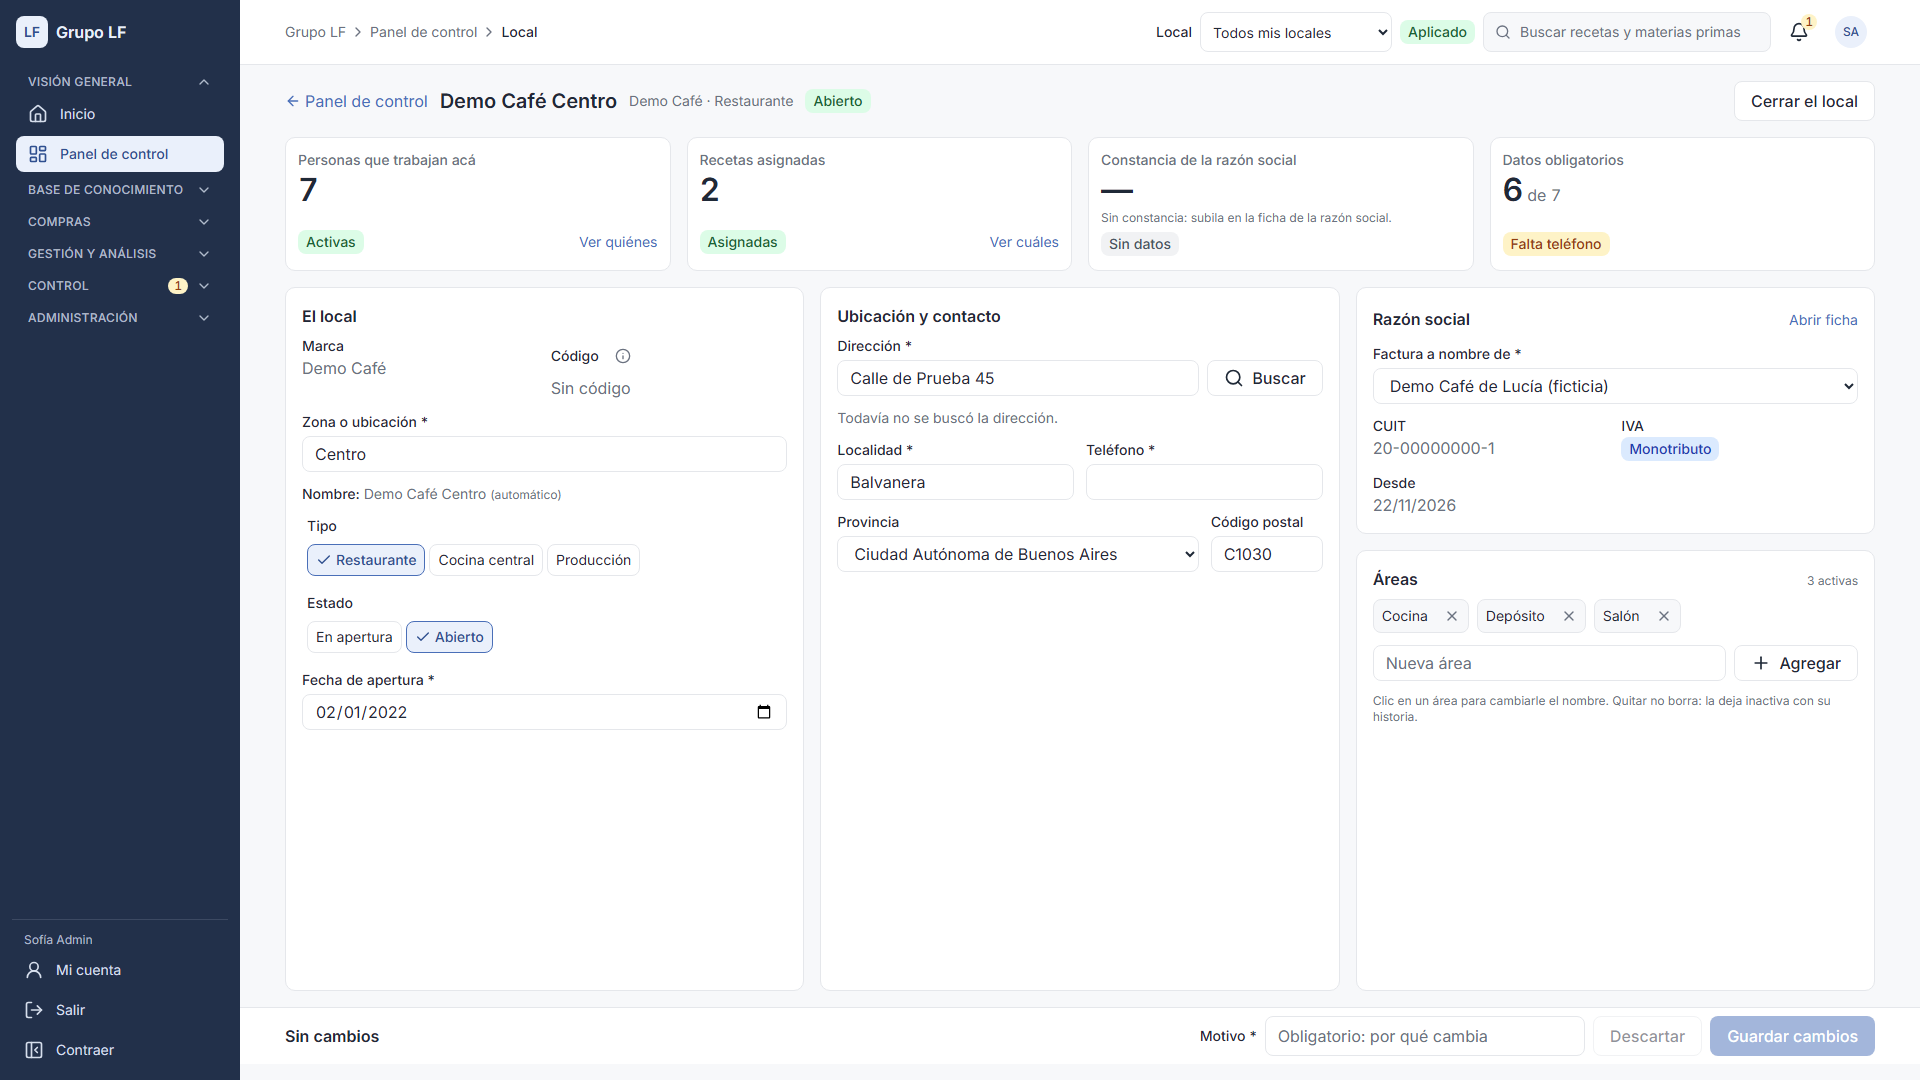 LF Grupo LF
VISIÓN GENERAL
Inicio
Panel de control
BASE DE CONOCIMIENTO
COMPRAS
GESTIÓN Y ANÁLISIS
CONTROL 1
ADMINISTRACIÓN
Sofía Admin
Mi cuenta
Salir
Contraer
Grupo LF > Panel de control > Local
Local Todos mis locales Aplicado Buscar recetas y materias primas 1 SA
← Panel de control Demo Café Centro Demo Café · Restaurante Abierto Cerrar el local
Personas que trabajan acá
7
Activas Ver quiénes
Recetas asignadas
2
Asignadas Ver cuáles
Constancia de la razón social
—
Sin constancia: subila en la ficha de la razón social.
Sin datos
Datos obligatorios
6 de 7
Falta teléfono
El local
Marca
Demo Café
Código
Sin código
Zona o ubicación *
Centro
Nombre: Demo Café Centro (automático)
Tipo
Restaurante Cocina central Producción
Estado
En apertura Abierto
Fecha de apertura *
02/01/2022
Ubicación y contacto
Dirección *
Calle de Prueba 45 Buscar
Todavía no se buscó la dirección.
Localidad * Teléfono *
Balvanera
Provincia Código postal
Ciudad Autónoma de Buenos Aires C1030
Razón social Abrir ficha
Factura a nombre de *
Demo Café de Lucía (ficticia)
CUIT IVA
20-00000000-1 Monotributo
Desde
22/11/2026
Áreas 3 activas
Cocina Depósito Salón
Nueva área Agregar
Clic en un área para cambiarle el nombre. Quitar no borra: la deja inactiva con su
historia.
Sin cambios Motivo * Obligatorio: por qué cambia Descartar Guardar cambios